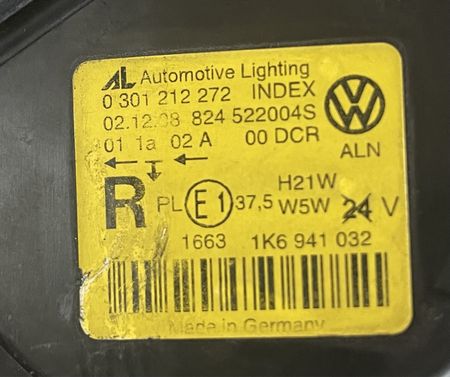 AL Automotive Lighting
0 301 212 272 INDEX
02.12.08 824 522004S
01 1a 02 A 00 DCR
ALN
R PL E1 37,5 H21W
W5W 24 V
1663 1K6 941 032
Made in Germany